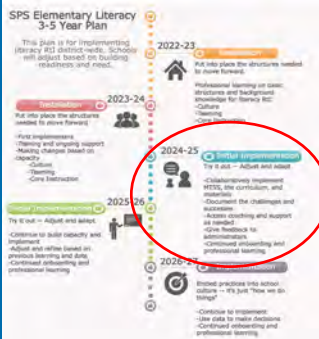 SPS Elementary Literacy
3-5 Year Plan
This plan is for implementing
literacy RSI district-wide. Schools
will adjust based on building
readiness and need.
2022-23
Installation
Put into place the structures needed
to move forward.
Professional learning on basic
structures and background
knowledge for literacy RSI:
-Culture
-Teaming
-Core Instruction
2023-24
Installation
Put into place the structures needed
to move forward.
-First implementers
-Training and ongoing support
-Making changes based on
capacity
-Culture
-Teaming
-Core Instruction
2024-25
Initial Implementation
Try it out — Adjust and adapt
-Collaboratively implement
MTSS, the curriculum, and
materials
-Document the challenges and
successes
-Access coaching and support
as needed
-Give feedback to
administrators
-Continued onboarding and
professional learning
2025-26
Initial Implementation
Try it out — Adjust and adapt
-Continue to build capacity and
implement
-Adjust and refine based on
previous learning and data
-Continued onboarding and
professional learning
2026-27
Implementation
Embed practices into school
culture — it's just "how we do
things"
-Continue to implement
-Use data to make decisions
-Continued onboarding and
professional learning